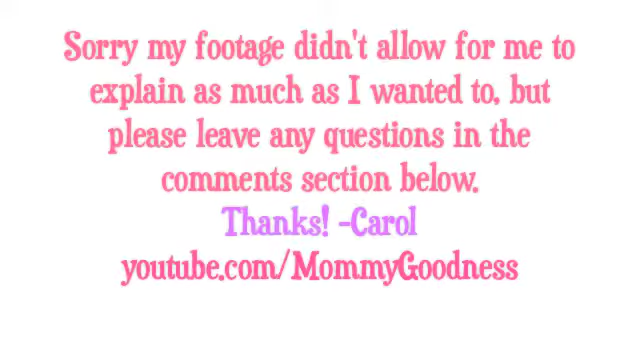 Sorry my footage didn't allow for me to
explain as much as I wanted to, but
please leave any questions in the
comments section below.
Thanks! -Carol
youtube.com/MommyGoodness